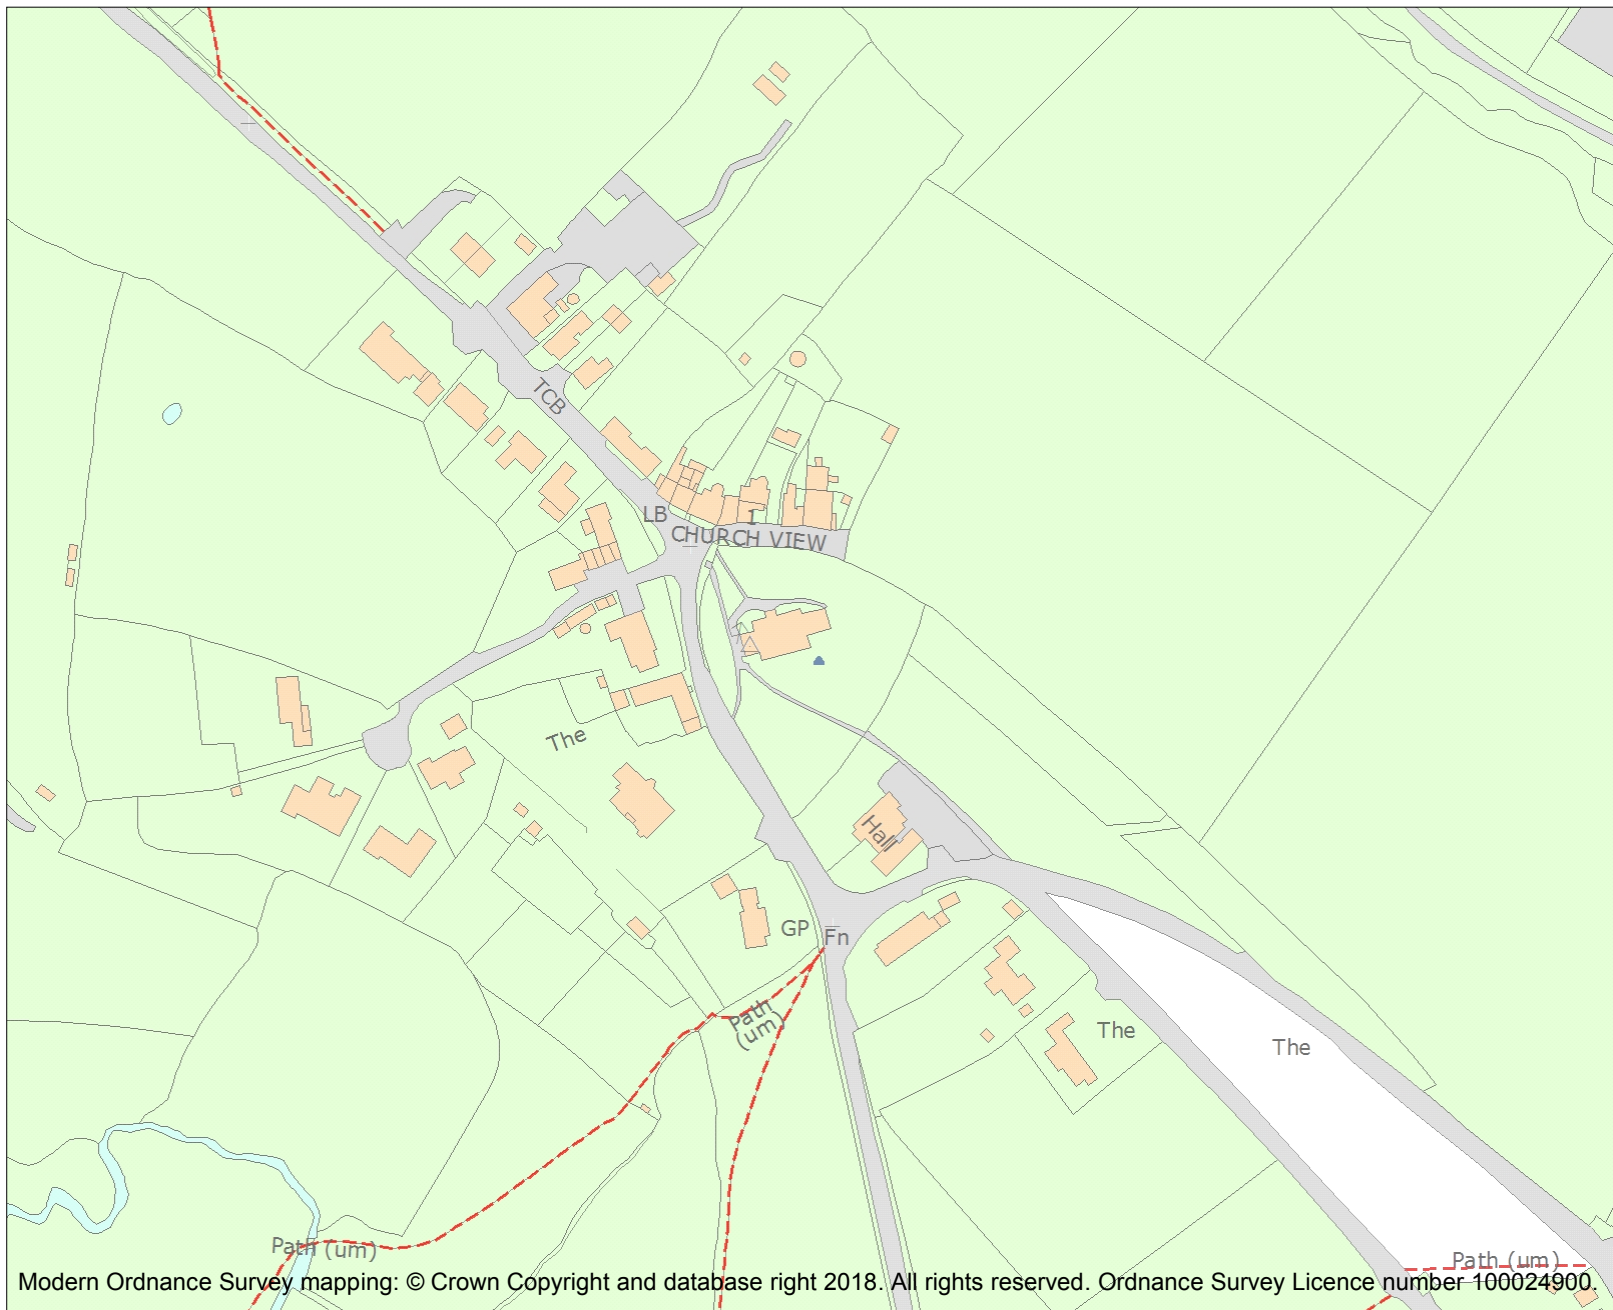 TCB
LB
1
CHURCH VIEW
The
Hall
GP
Fn
Path
(um)
The
The
Path (um)
Path (um)
Modern Ordnance Survey mapping: © Crown Copyright and database right 2018. All rights reserved. Ordnance Survey Licence number 100024900.